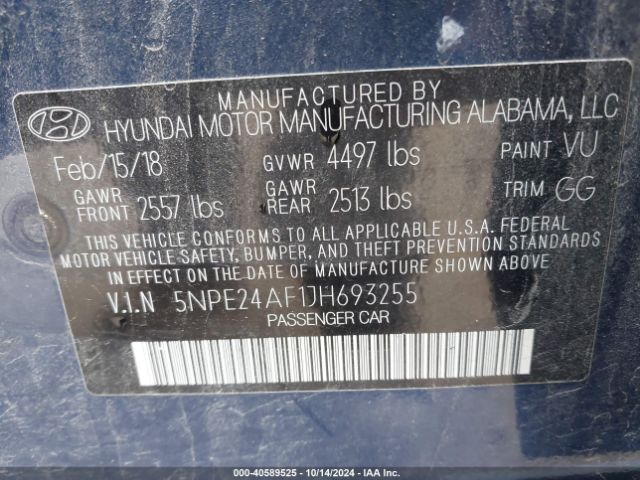 MANUFACTURED BY
HYUNDAI MOTOR MANUFACTURING ALABAMA, LLC
Feb/15/18 GVWR 4497 lbs PAINT VU
GAWR FRONT 2557 lbs GAWR REAR 2513 lbs TRIM GG
THIS VEHICLE CONFORMS TO ALL APPLICABLE U.S.A. FEDERAL
MOTOR VEHICLE SAFETY, BUMPER, AND THEFT PREVENTION STANDARDS
IN EFFECT ON THE DATE OF MANUFACTURE SHOWN ABOVE.
V.I.N 5NPE24AF1JH693255
PASSENGER CAR
000-40589525 - 10/14/2024 - IAA Inc.